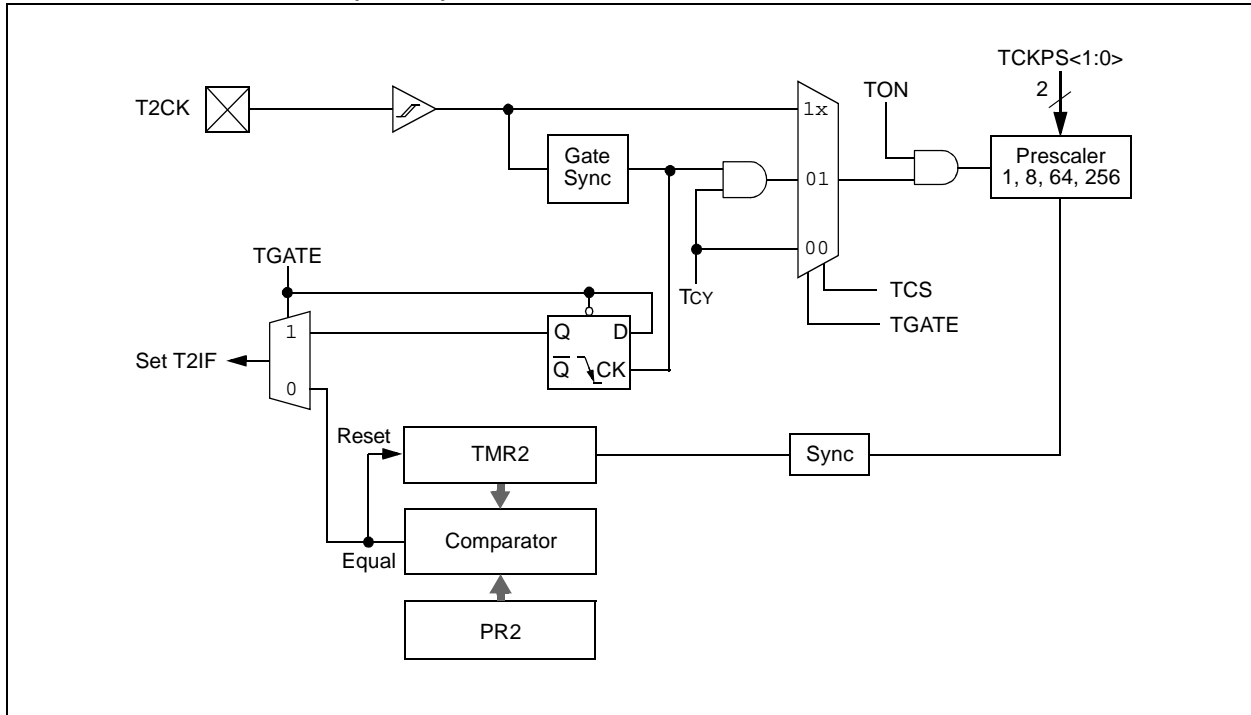 TCKPS<1:0>
2
T2CK
TON
1x
Gate
Sync
Prescaler
1, 8, 64, 256
01
00
TGATE
TCY
TCS
TGATE
1
Q
D
Set T2IF
Q
CK
0
Reset
TMR2
Sync
Comparator
Equal
PR2